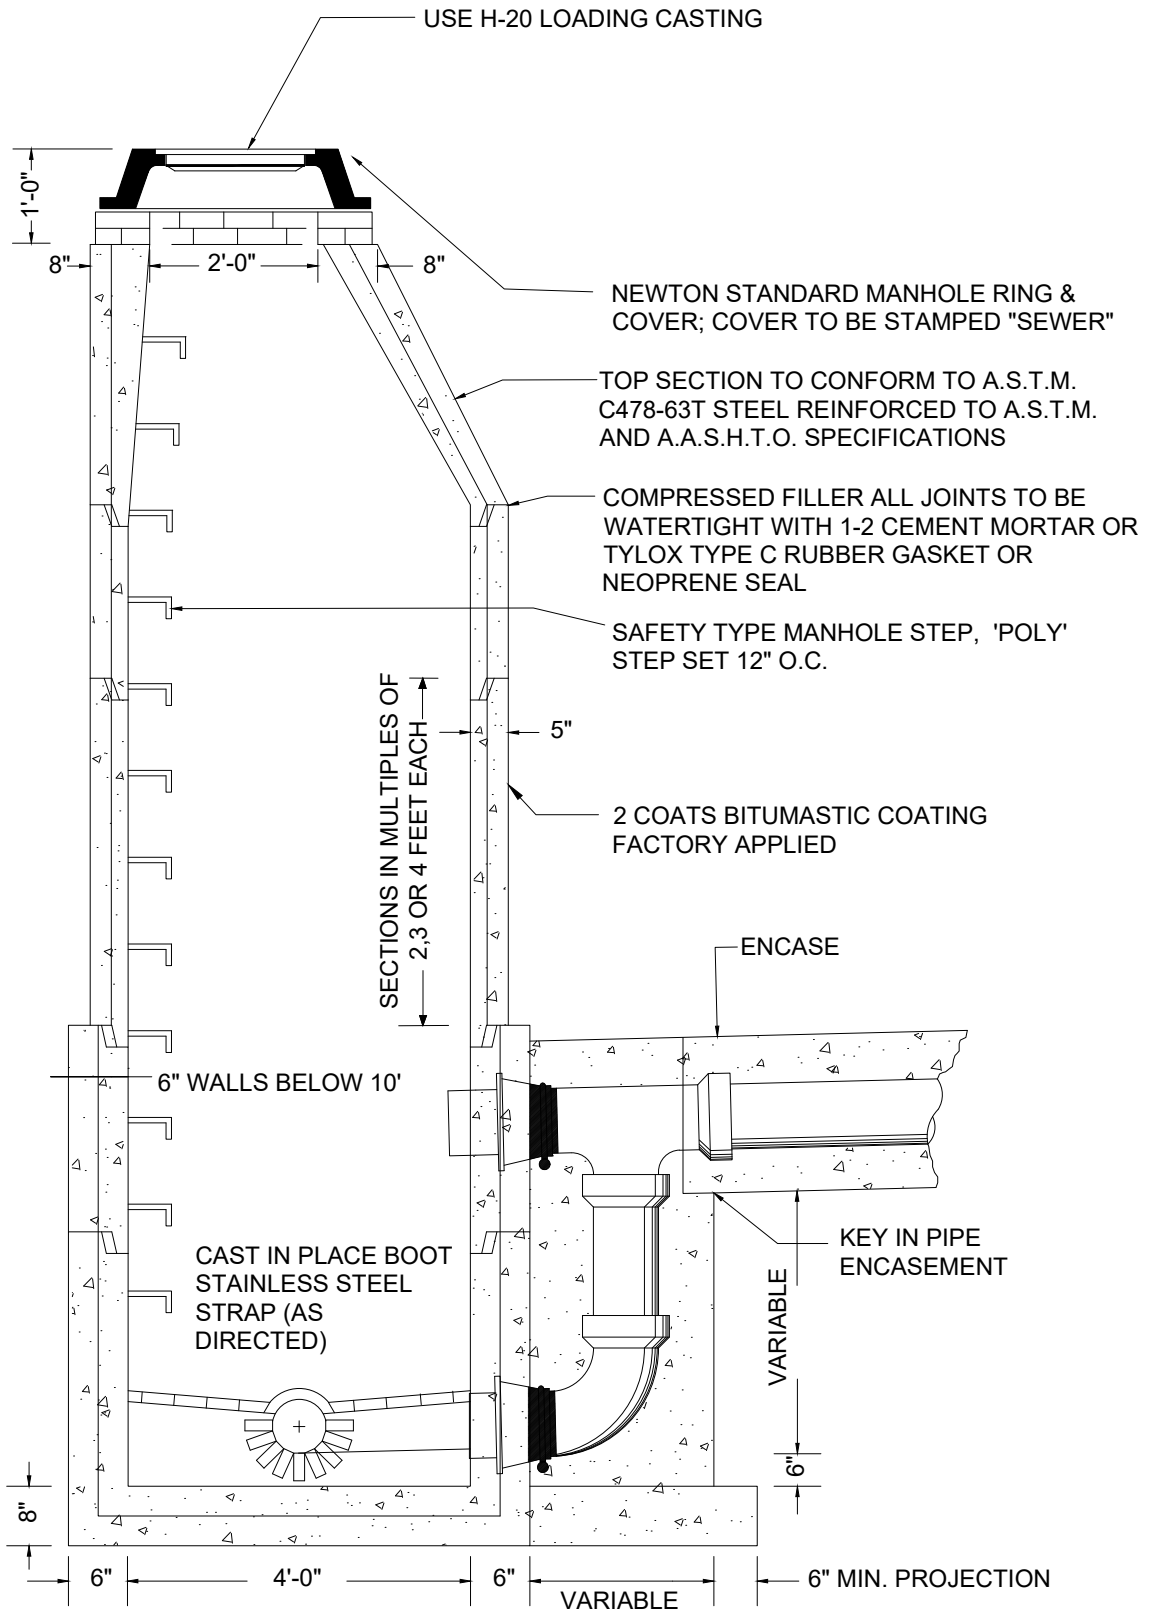 USE H-20 LOADING CASTING
1'-0"
8"
2'-0"
8"
NEWTON STANDARD MANHOLE RING &
COVER; COVER TO BE STAMPED "SEWER"
TOP SECTION TO CONFORM TO A.S.T.M.
C478-63T STEEL REINFORCED TO A.S.T.M.
AND A.A.S.H.T.O. SPECIFICATIONS
COMPRESSED FILLER ALL JOINTS TO BE
WATERTIGHT WITH 1-2 CEMENT MORTAR OR
TYLOX TYPE C RUBBER GASKET OR
NEOPRENE SEAL
SAFETY TYPE MANHOLE STEP, 'POLY'
STEP SET 12" O.C.
SECTIONS IN MULTIPLES OF
2,3 OR 4 FEET EACH
5"
2 COATS BITUMASTIC COATING
FACTORY APPLIED
ENCASE
6" WALLS BELOW 10'
KEY IN PIPE
ENCASEMENT
CAST IN PLACE BOOT
STAINLESS STEEL
STRAP (AS
DIRECTED)
VARIABLE
6"
8"
6"
4'-0"
6"
VARIABLE
6" MIN. PROJECTION